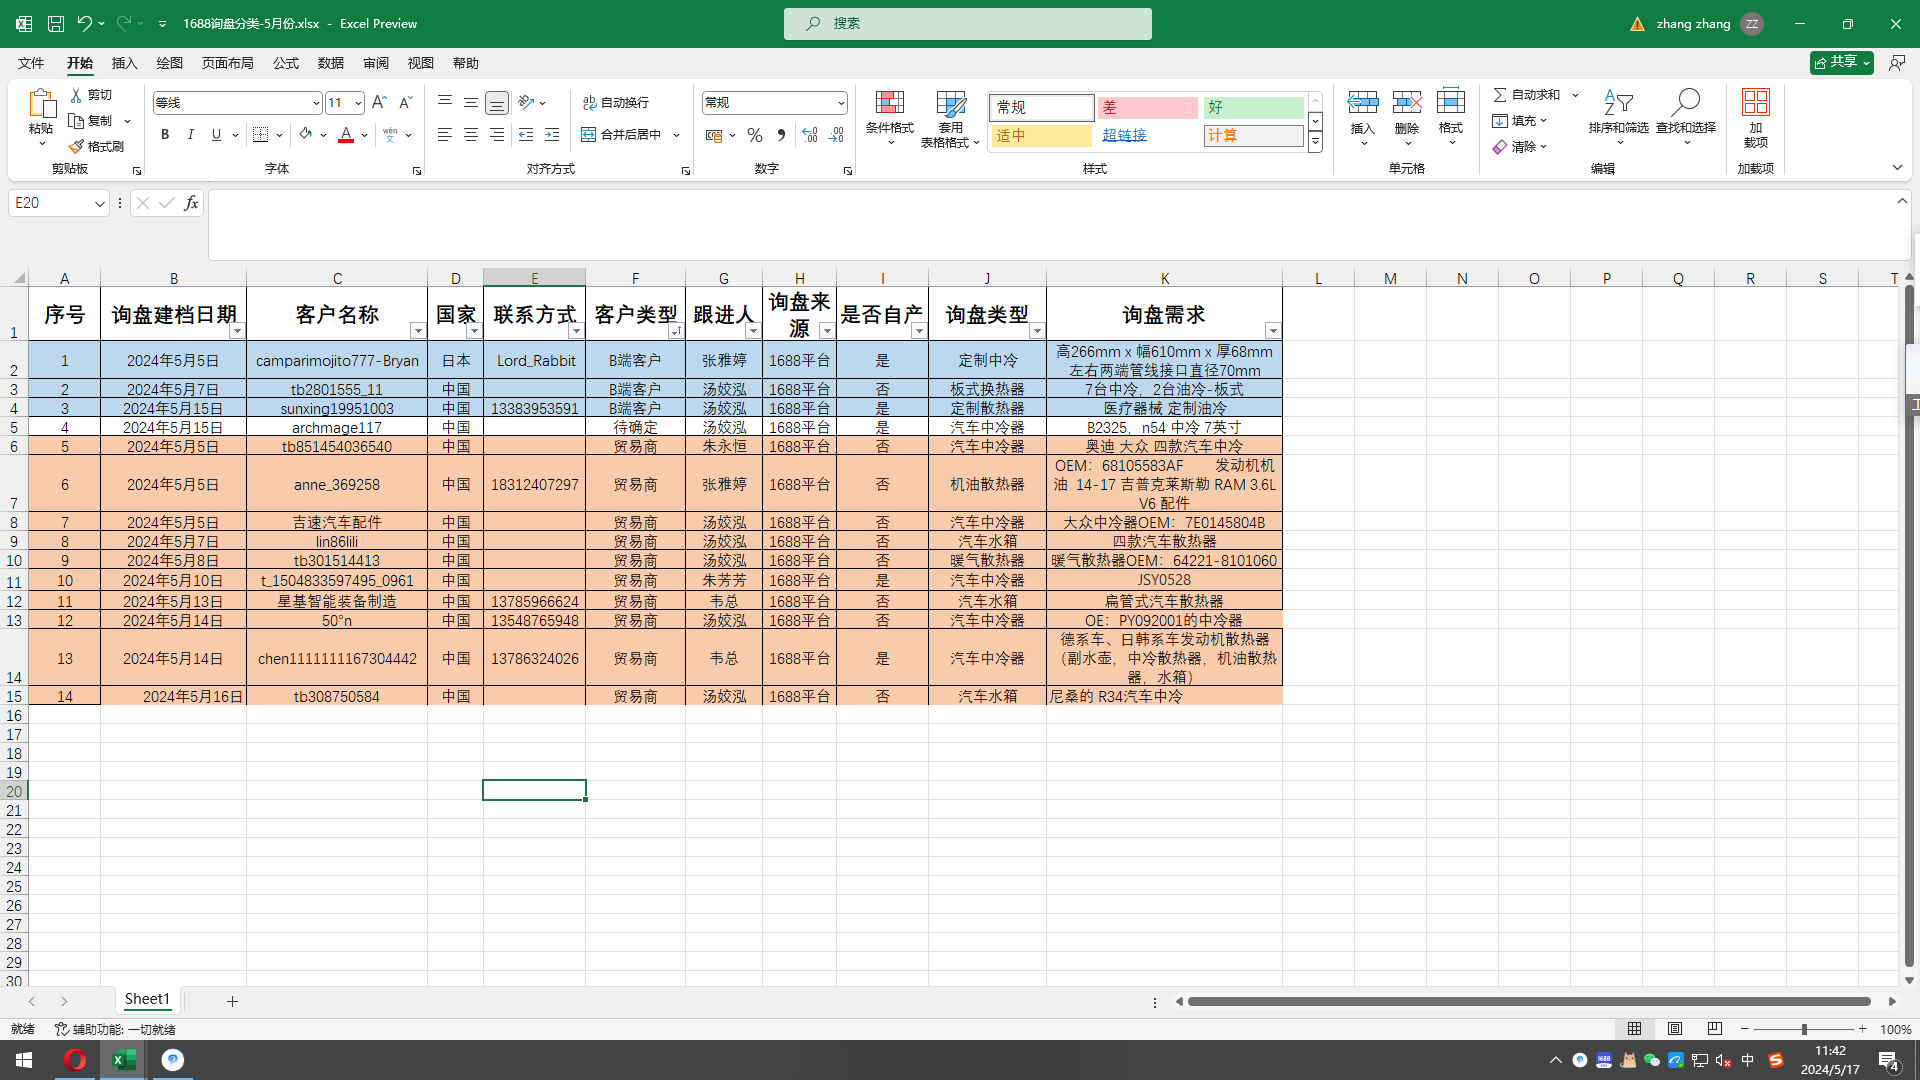 1688询盘分类-5月份.xlsx - Excel Preview
搜索
zhang zhang ZZ
文件 开始 插入 绘图 页面布局 公式 数据 审阅 视图 帮助 共享
粘贴 剪切 复制 格式刷 剪贴板
等线 11 B I U A wén 文 字体
ab 自动换行 合并后居中 对齐方式
常规 % 数字
条件格式 套用 表格格式
常规 差 好
适中 超链接 计算
样式
插入 删除 格式 单元格
自动求和 填充 清除 排序和筛选 查找和选择 编辑
加 载项 加载项
E20 fx
A B C D E F G H I J K L M N O P Q R S T
1 序号 询盘建档日期 客户名称 国家 联系方式 客户类型 跟进人 询盘来源 是否自产 询盘类型 询盘需求
2 1 2024年5月5日 camparimojito777-Bryan 日本 Lord_Rabbit B端客户 张雅婷 1688平台 是 定制中冷 高266mm x 幅610mm x 厚68mm
左右两端管线接口直径70mm
3 2 2024年5月7日 tb2801555_11 中国 B端客户 汤姣泓 1688平台 否 板式换热器 7台中冷，2台油冷-板式
4 3 2024年5月15日 sunxing19951003 中国 13383953591 B端客户 汤姣泓 1688平台 是 定制散热器 医疗器械 定制油冷
5 4 2024年5月15日 archmage117 中国 待确定 汤姣泓 1688平台 是 汽车中冷器 B2325，n54 中冷 7英寸
6 5 2024年5月5日 tb851454036540 中国 贸易商 朱永恒 1688平台 否 汽车中冷器 奥迪 大众 四款汽车中冷
7 6 2024年5月5日 anne_369258 中国 18312407297 贸易商 张雅婷 1688平台 否 机油散热器 OEM：68105583AF 发动机机
油 14-17 吉普克莱斯勒 RAM 3.6L
V6 配件
8 7 2024年5月5日 吉速汽车配件 中国 贸易商 汤姣泓 1688平台 否 汽车中冷器 大众中冷器OEM：7E0145804B
9 8 2024年5月7日 lin86lili 中国 贸易商 汤姣泓 1688平台 否 汽车水箱 四款汽车散热器
10 9 2024年5月8日 tb301514413 中国 贸易商 汤姣泓 1688平台 否 暖气散热器 暖气散热器OEM：64221-8101060
11 10 2024年5月10日 t_1504833597495_0961 中国 贸易商 朱芳芳 1688平台 是 汽车中冷器 JSY0528
12 11 2024年5月13日 星基智能装备制造 中国 13785966624 贸易商 韦总 1688平台 否 汽车水箱 扁管式汽车散热器
13 12 2024年5月14日 50°n 中国 13548765948 贸易商 汤姣泓 1688平台 否 汽车中冷器 OE：PY092001的中冷器
14 13 2024年5月14日 chen1111111167304442 中国 13786324026 贸易商 韦总 1688平台 是 汽车中冷器 德系车、日韩系车发动机散热器
（副水壶，中冷散热器，机油散热
器，水箱）
15 14 2024年5月16日 tb308750584 中国 贸易商 汤姣泓 1688平台 否 汽车水箱 尼桑的 R34汽车中冷
16
17
18
19
20
21
22
23
24
25
26
27
28
29
30
Sheet1
就绪 辅助功能: 一切就绪 100%
中 11:42
2024/5/17 4